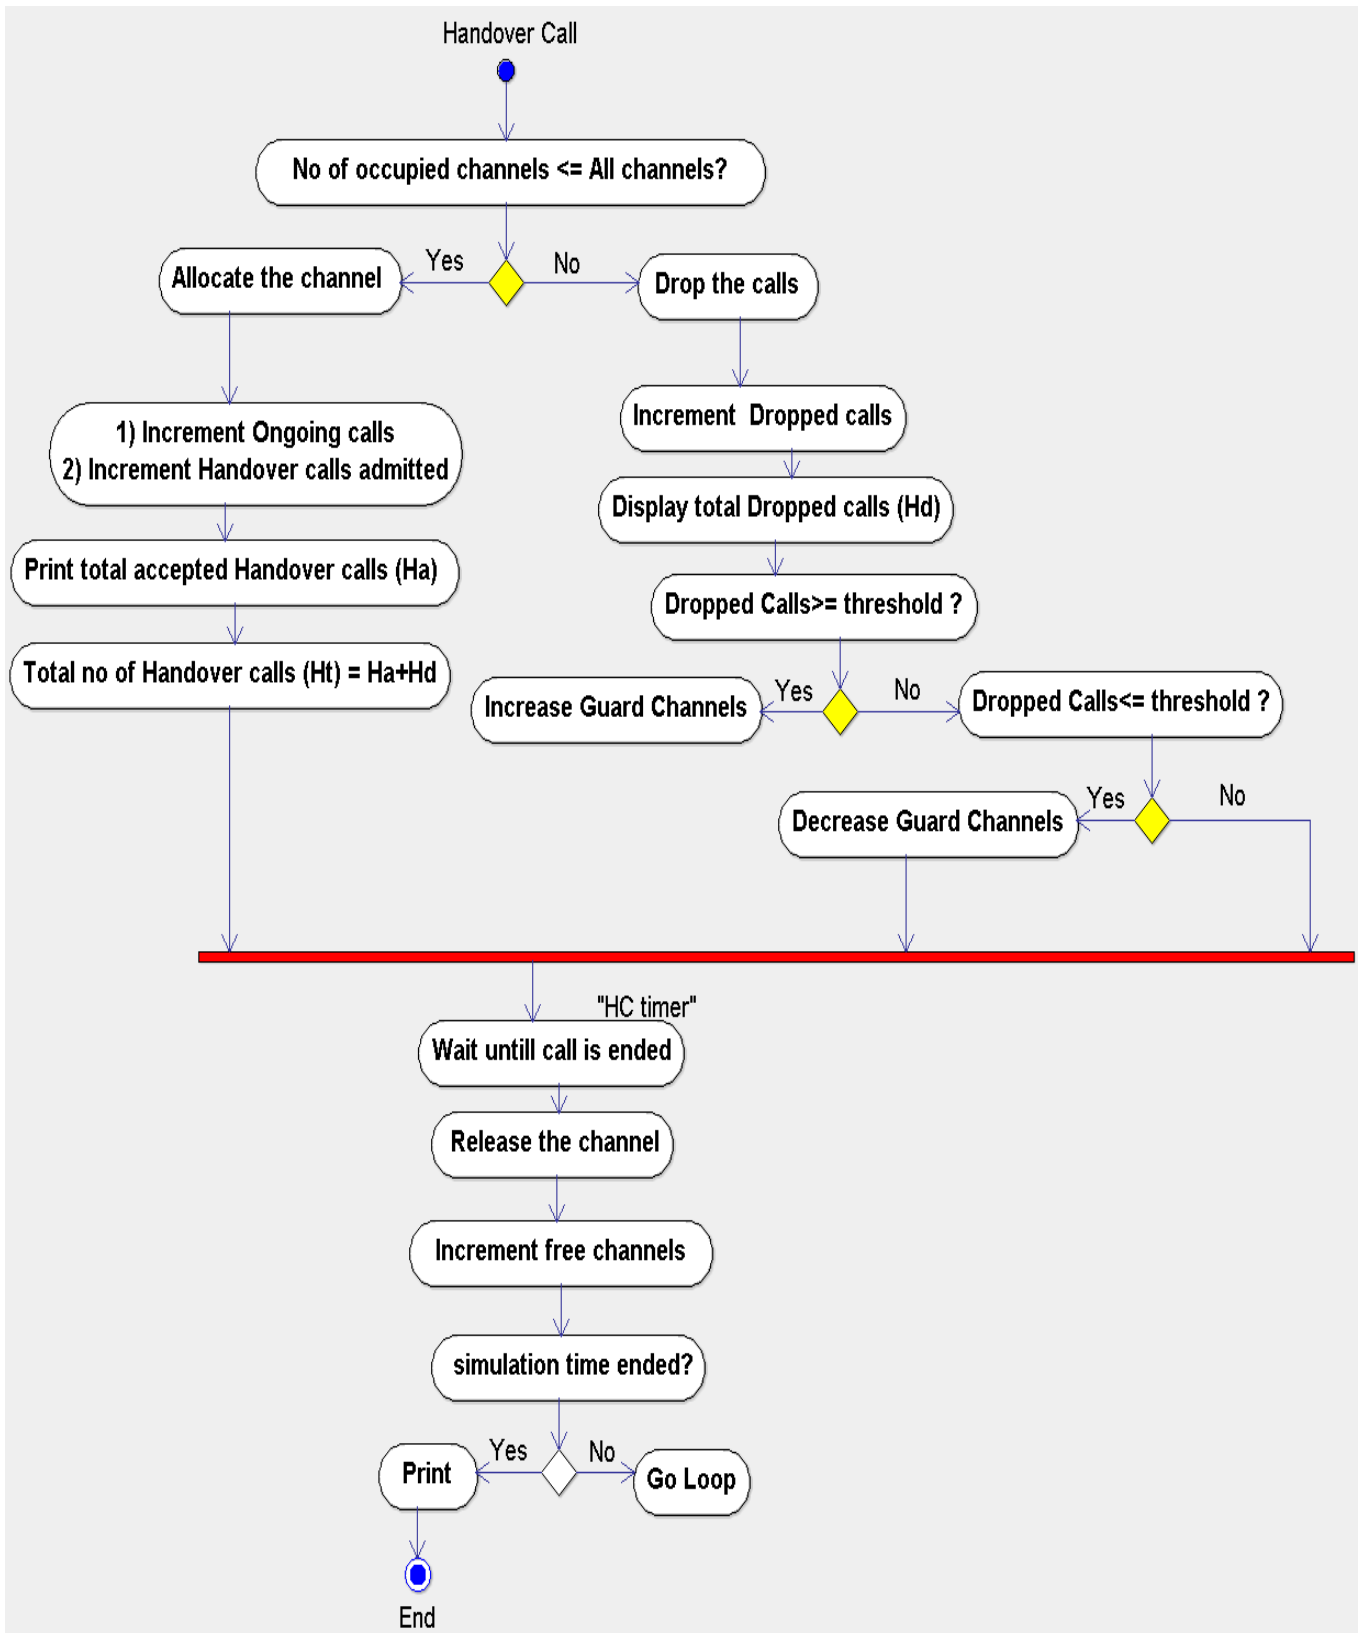 Handover Call
No of occupied channels <= All channels?
Yes
No
Allocate the channel
Drop the calls
1) Increment Ongoing calls
2) Increment Handover calls admitted
Increment Dropped calls
Display total Dropped calls (Hd)
Print total accepted Handover calls (Ha)
Dropped Calls>= threshold ?
Total no of Handover calls (Ht) = Ha+Hd
Yes
No
Increase Guard Channels
Dropped Calls<= threshold ?
Yes
No
Decrease Guard Channels
"HC timer"
Wait untill call is ended
Release the channel
Increment free channels
simulation time ended?
Yes
No
Print
Go Loop
End